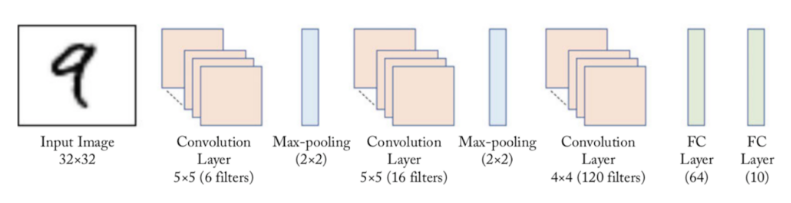 9
Input Image
32×32
Convolution
Layer
5×5 (6 filters)
Max-pooling
(2×2)
Convolution
Layer
5×5 (16 filters)
Max-pooling
(2×2)
Convolution
Layer
4×4 (120 filters)
FC
Layer
(64)
FC
Layer
(10)